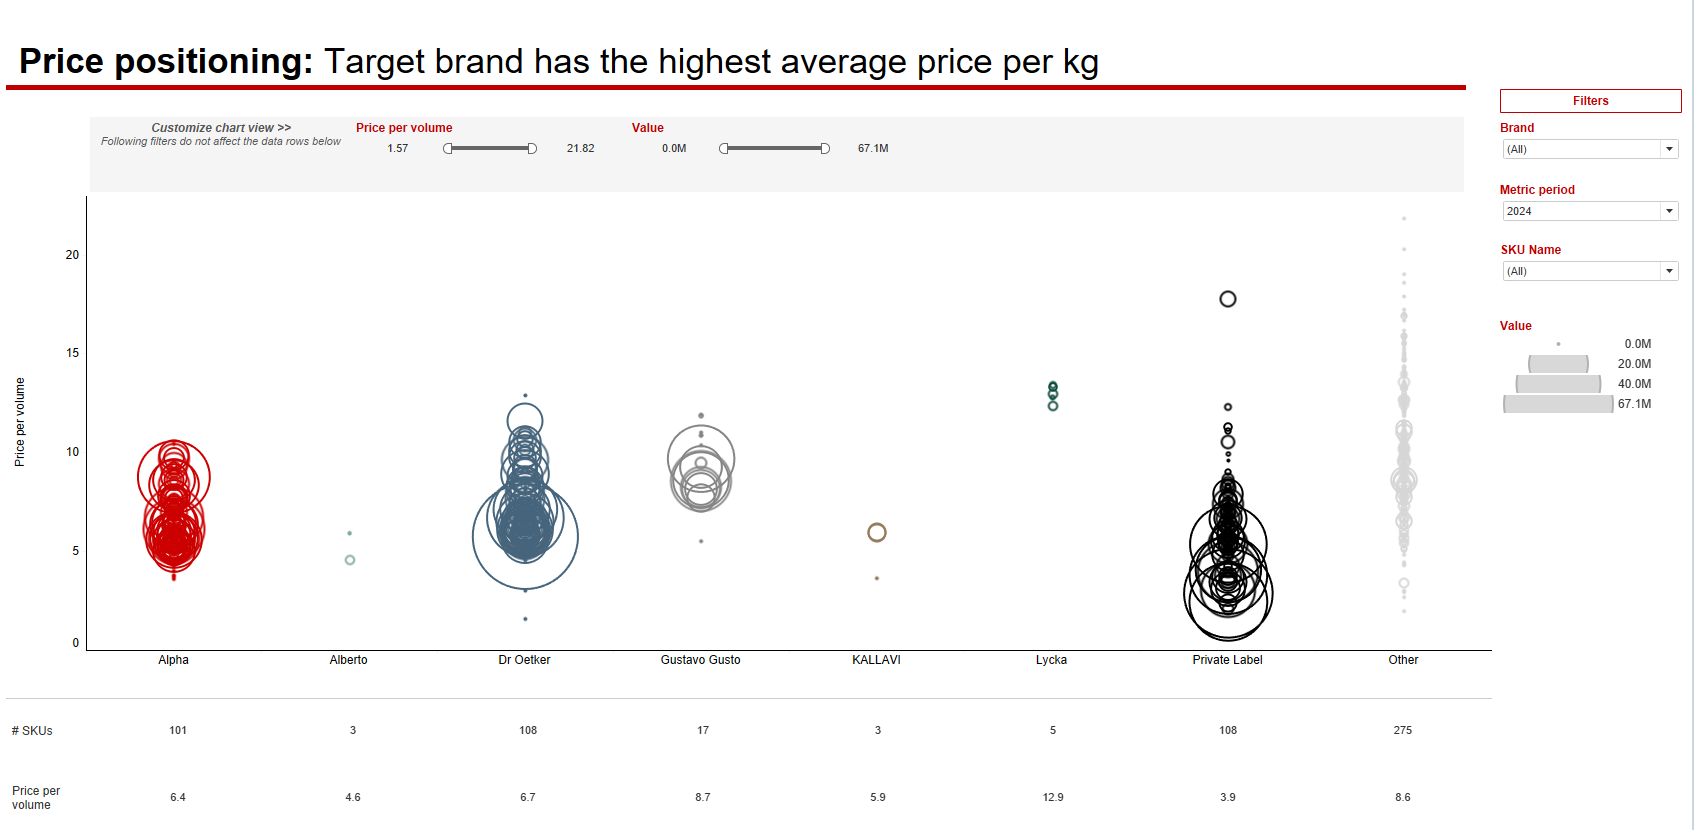 Price positioning: Target brand has the highest average price per kg
Filters
Customize chart view >>
Following filters do not affect the data rows below
Price per volume
1.57
21.82
Value
0.0M
67.1M
Brand
(All)
Metric period
2024
SKU Name
(All)
Value
0.0M
20.0M
40.0M
67.1M
Price per volume
20
15
10
5
0
Alpha Alberto Dr Oetker Gustavo Gusto KALLAVI Lycka Private Label Other
# SKUs 101 3 108 17 3 5 108 275
Price per
volume
6.4 4.6 6.7 8.7 5.9 12.9 3.9 8.6